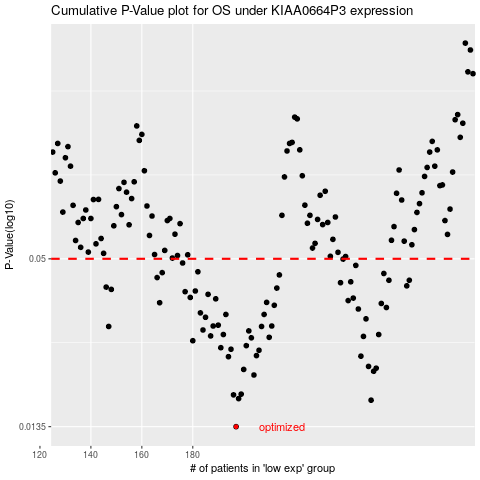 Cumulative P-Value plot for OS under KIAA0664P3 expression
P-Value(log10)
0.05
0.0135
optimized
120 140 160 180
# of patients in 'low exp' group